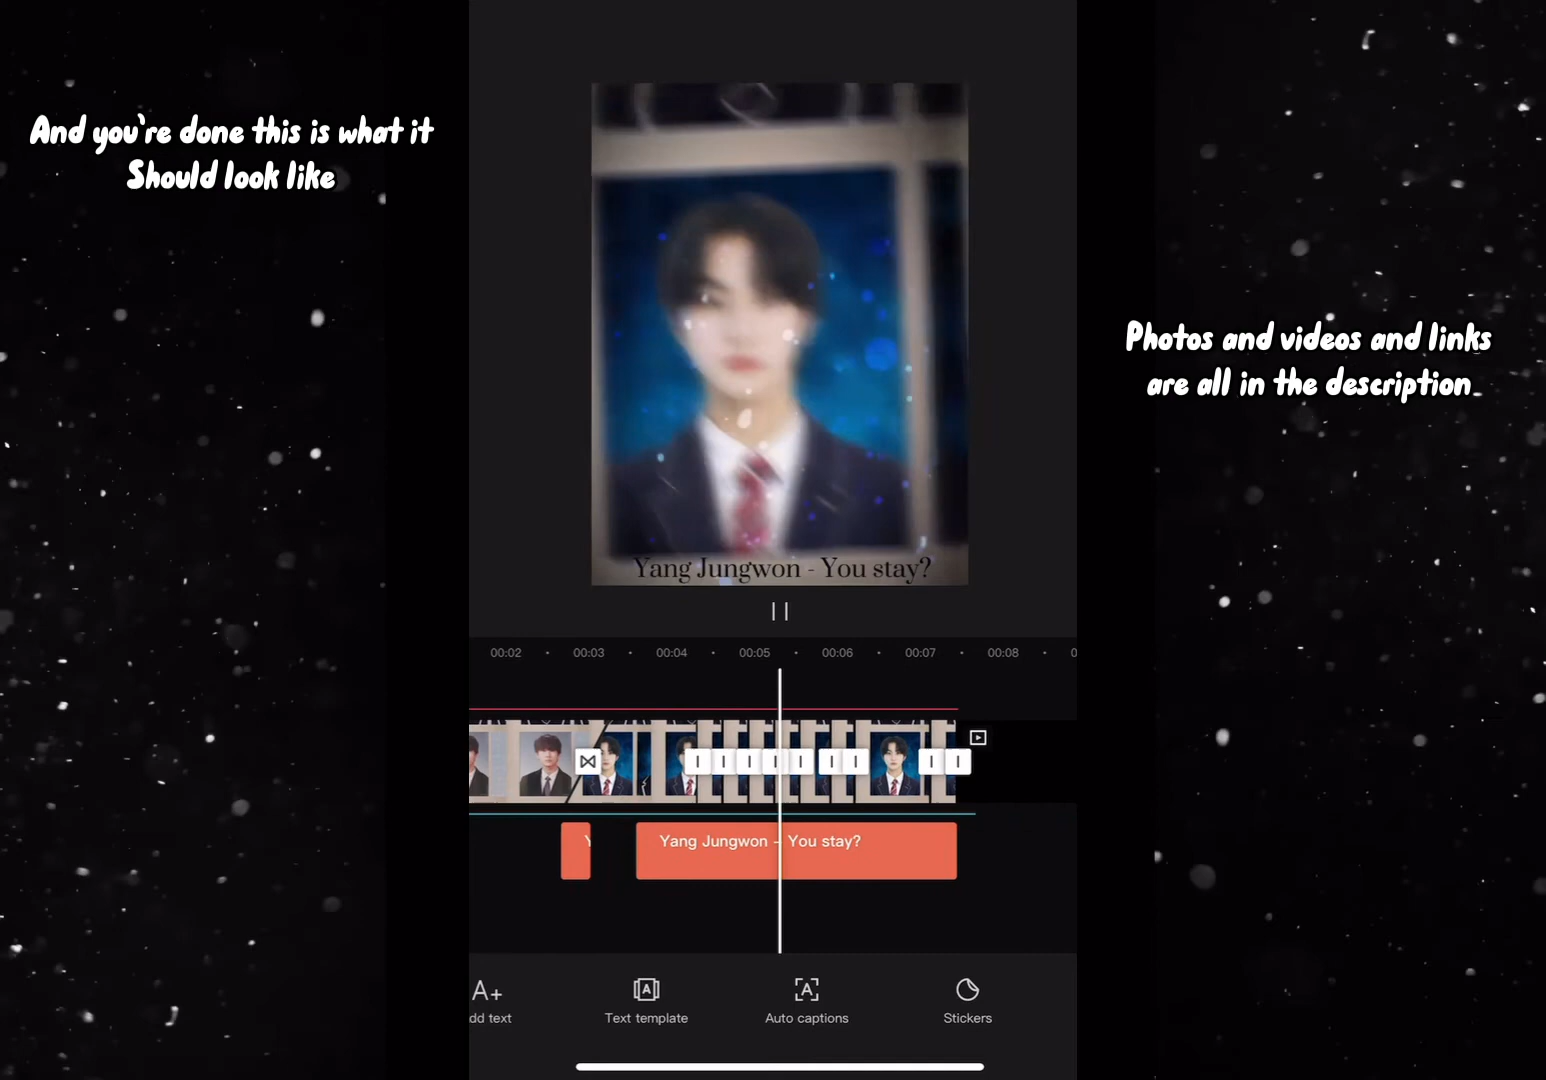 And you're done this is what it
Should look like
Photos and videos and links
are all in the description
Yang Jungwon - You stay?
00:02
00:03
00:04
00:05
00:06
00:07
00:08
0
Y
Yang Jungwon - You stay?
dd text
Text template
Auto captions
Stickers